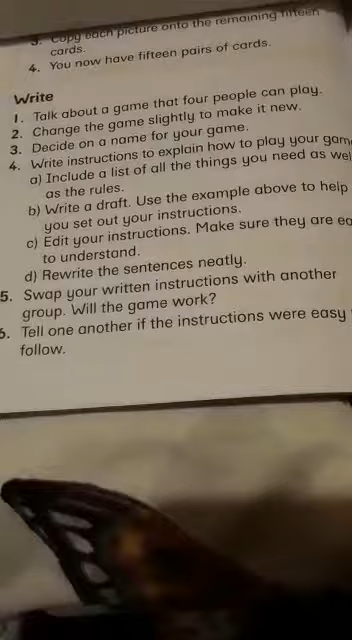 3. Copy each picture onto the remaining fifteen
cards.
4. You now have fifteen pairs of cards.
Write
1. Talk about a game that four people can play.
2. Change the game slightly to make it new.
3. Decide on a name for your game.
4. Write instructions to explain how to play your gam
a) Include a list of all the things you need as wel
as the rules.
b) Write a draft. Use the example above to help
you set out your instructions.
c) Edit your instructions. Make sure they are ea
to understand.
d) Rewrite the sentences neatly.
5. Swap your written instructions with another
group. Will the game work?
6. Tell one another if the instructions were easy
follow.